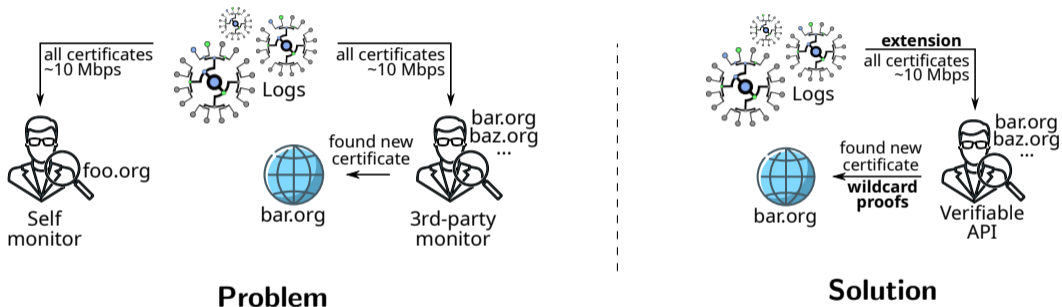 all certificates
~10 Mbps
Logs
all certificates
~10 Mbps
foo.org
Self
monitor
found new
certificate
bar.org
bar.org
baz.org
...
3rd-party
monitor
Problem
Logs
extension
all certificates
~10 Mbps
bar.org
baz.org
...
found new
certificate
wildcard
proofs
bar.org
Verifiable
API
Solution